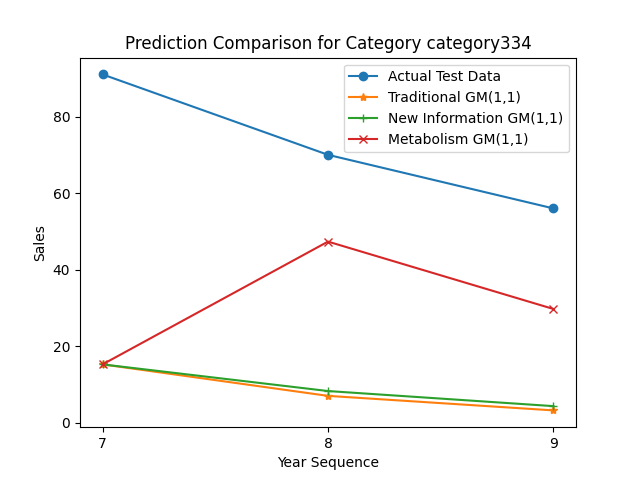 Prediction Comparison for Category category334
Actual Test Data
Traditional GM(1,1)
New Information GM(1,1)
Metabolism GM(1,1)
80
60
40
20
0
Sales
7
8
9
Year Sequence